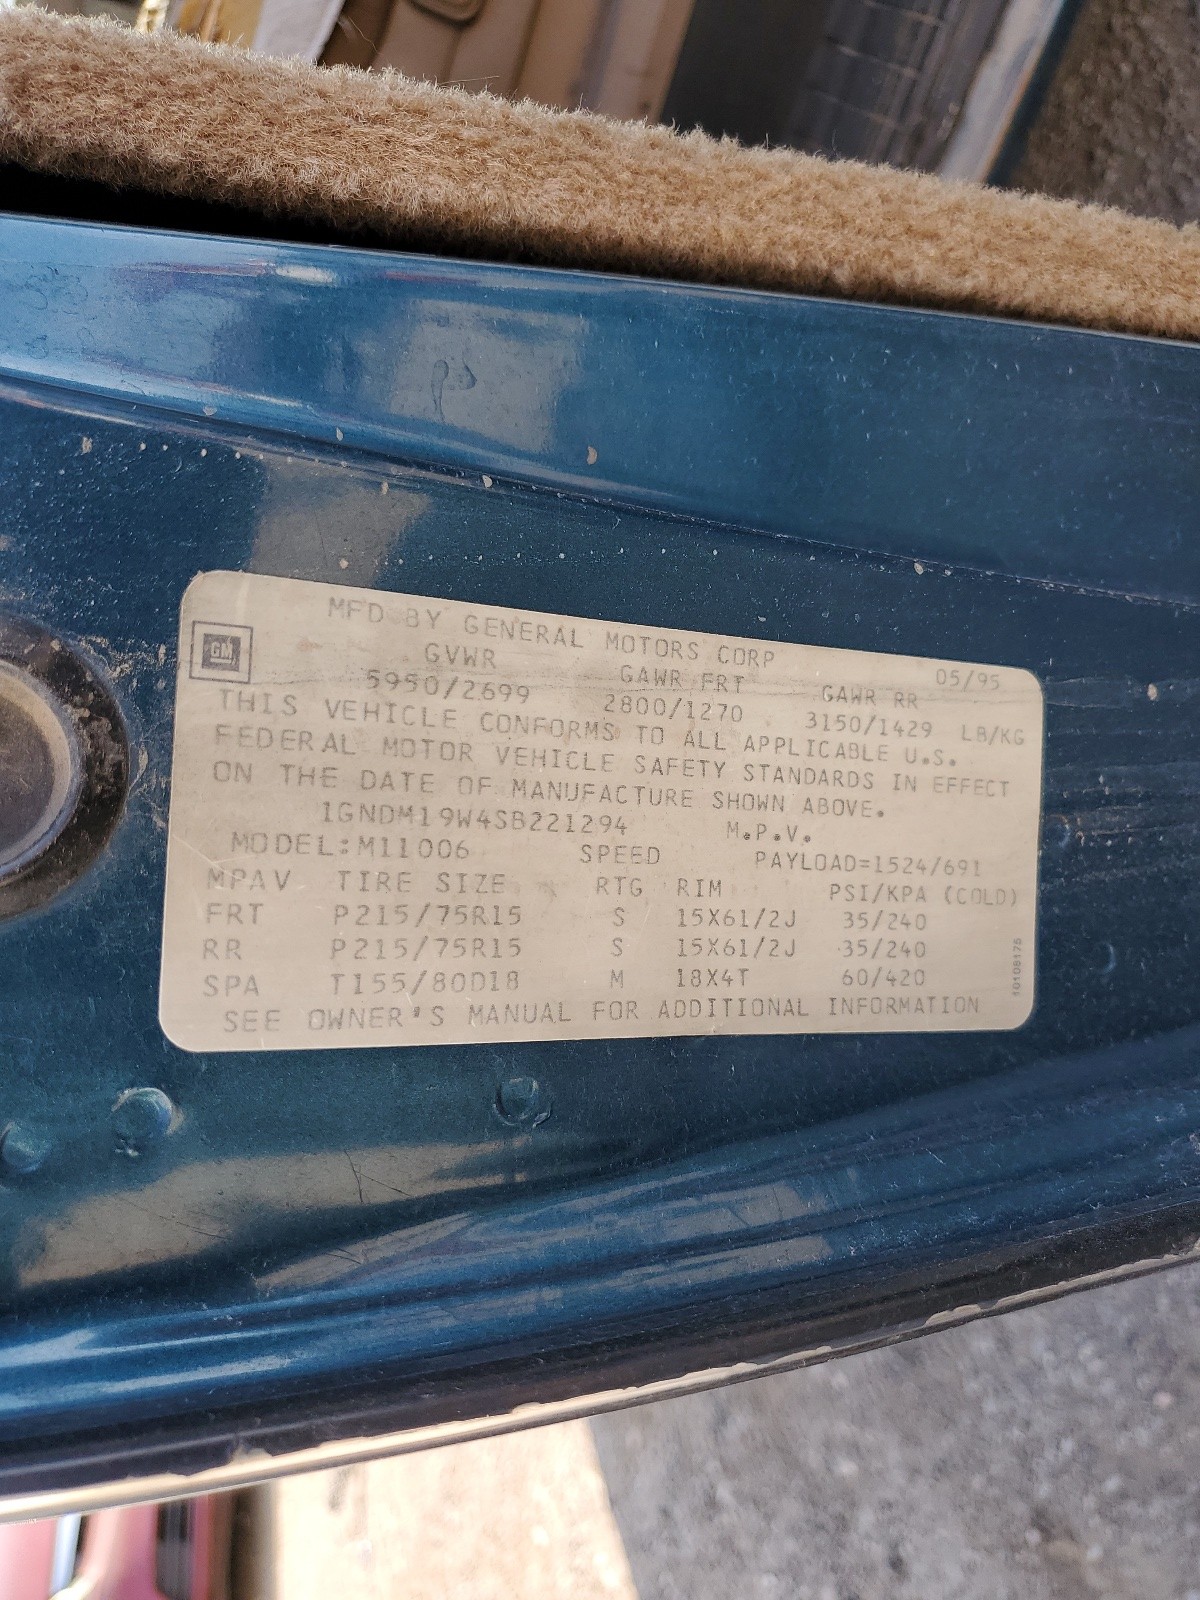 MFD BY GENERAL MOTORS CORP
GM
05/95
GVWR GAWR FRT GAWR RR
5950/2699 2800/1270 3150/1429 LB/KG
THIS VEHICLE CONFORMS TO ALL APPLICABLE U.S.
FEDERAL MOTOR VEHICLE SAFETY STANDARDS IN EFFECT
ON THE DATE OF MANUFACTURE SHOWN ABOVE.
1GNDM19W4SB221294 M.P.V.
MODEL:M11006 SPEED PAYLOAD=1524/691
MPAV TIRE SIZE RTG RIM PSI/KPA (COLD)
FRT P215/75R15 S 15X61/2J 35/240
RR P215/75R15 S 15X61/2J 35/240
SPA T155/80D18 M 18X4T 60/420
SEE OWNER'S MANUAL FOR ADDITIONAL INFORMATION
10108175